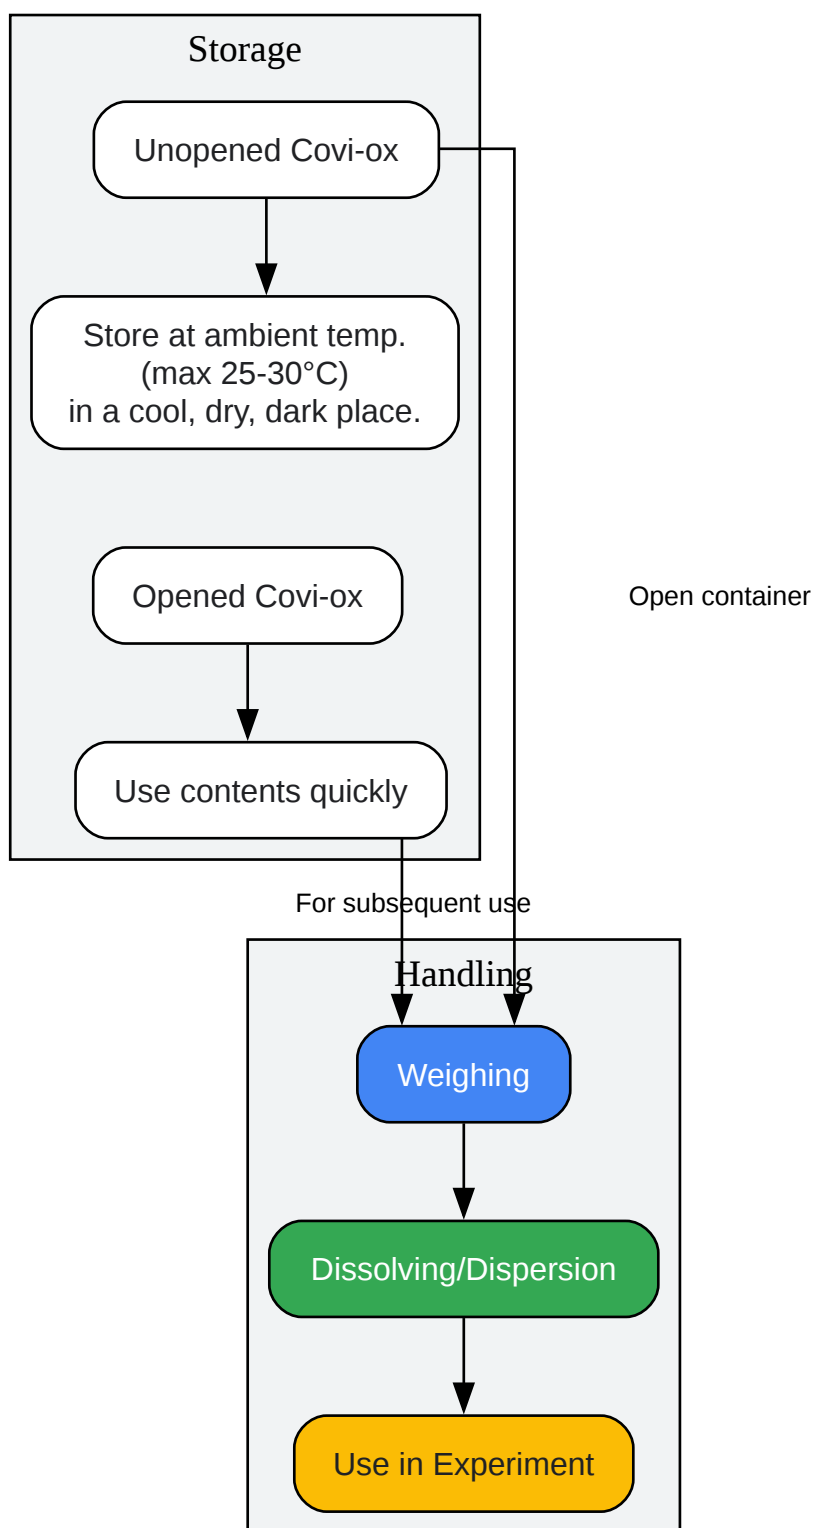 Storage
Unopened Covi-ox
Store at ambient temp.
(max 25-30°C)
in a cool, dry, dark place.
Opened Covi-ox
Open container
Use contents quickly
For subsequent use
Handling
Weighing
Dissolving/Dispersion
Use in Experiment